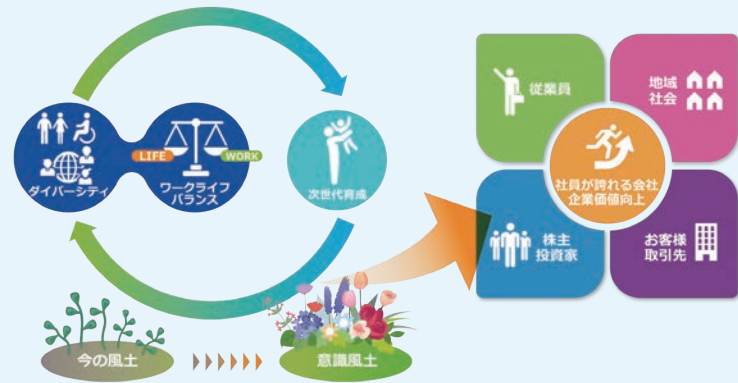 ダイバーシティ
LIFE
WORK
ワークライフ
バランス
次世代育成
今の風土
意識風土
従業員
地域
社会
社員が誇れる会社
企業価値向上
株主
投資家
お客様
取引先